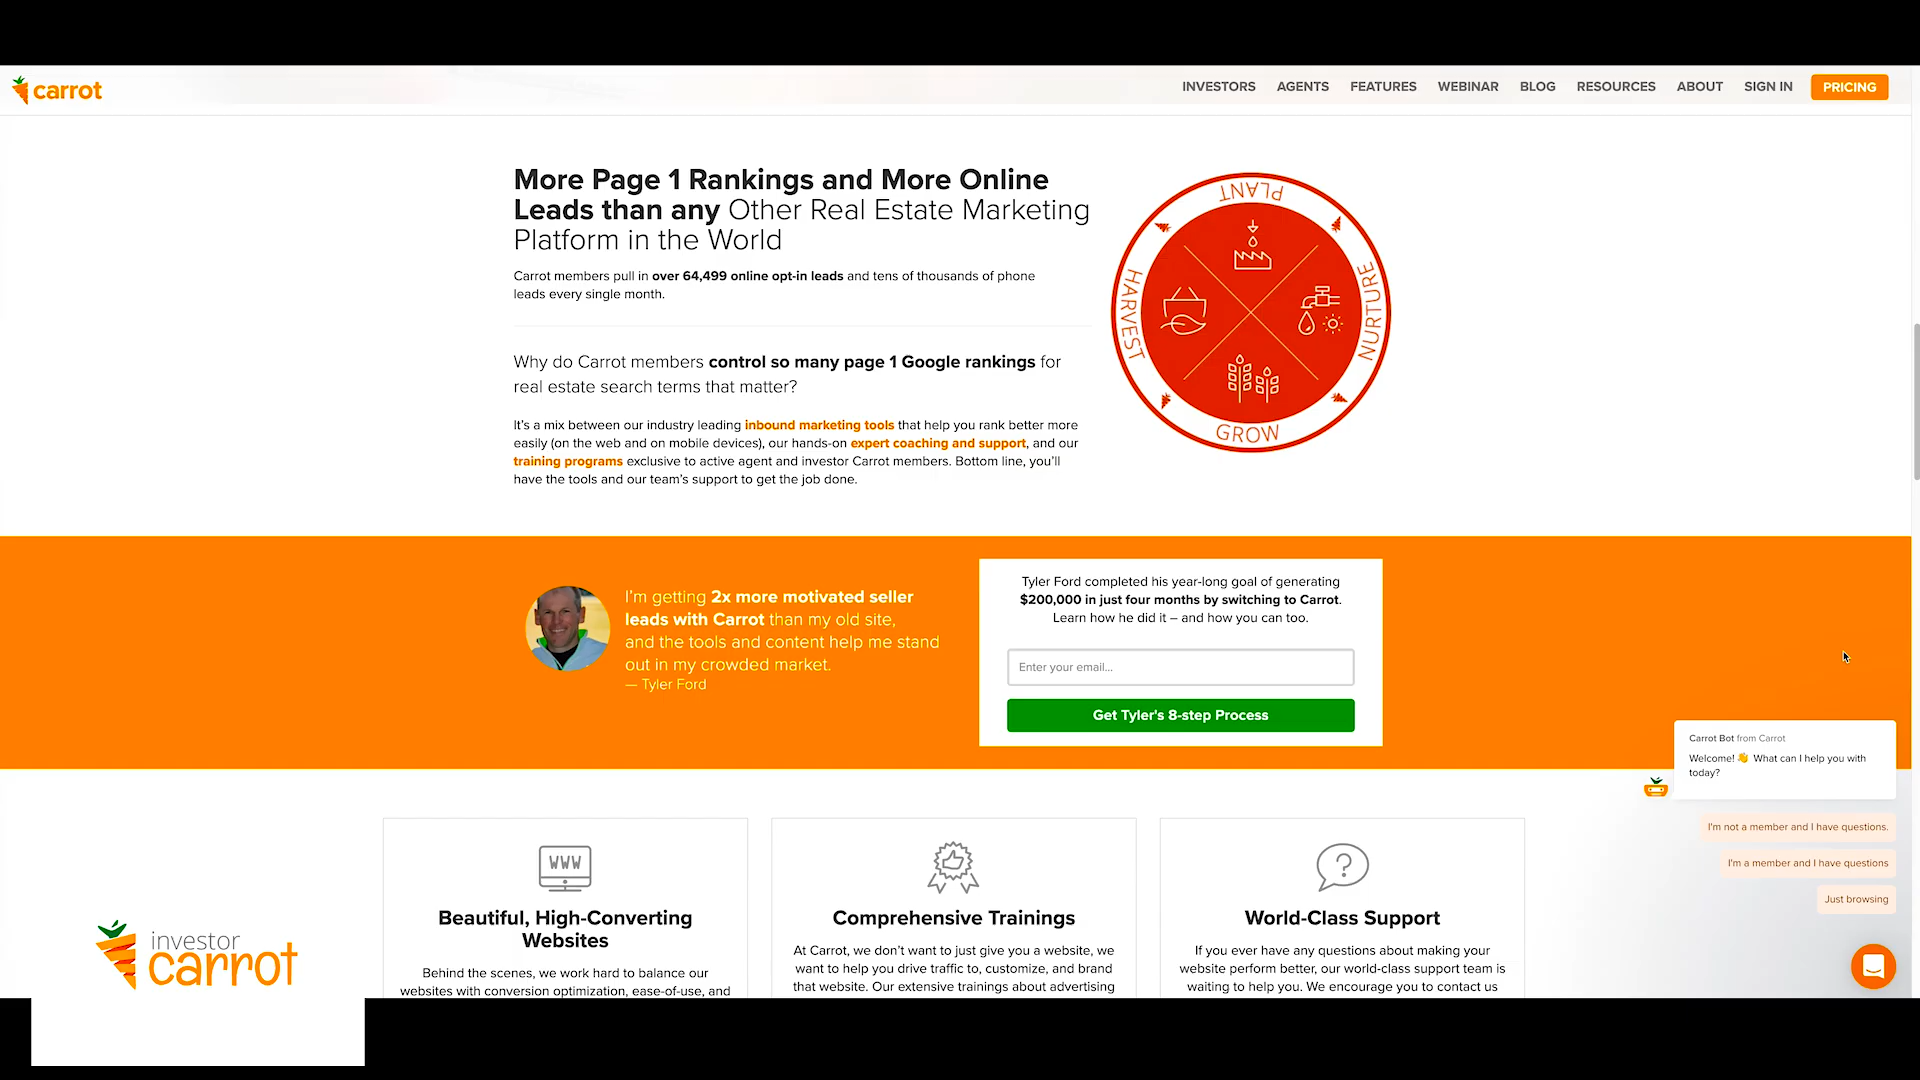 carrot
INVESTORS AGENTS FEATURES WEBINAR BLOG RESOURCES ABOUT SIGN IN PRICING
More Page 1 Rankings and More Online
Leads than any Other Real Estate Marketing
Platform in the World
Carrot members pull in over 64,499 online opt-in leads and tens of thousands of phone
leads every single month.
Why do Carrot members control so many page 1 Google rankings for
real estate search terms that matter?
It's a mix between our industry leading inbound marketing tools that help you rank better more
easily (on the web and on mobile devices), our hands-on expert coaching and support, and our
training programs exclusive to active agent and investor Carrot members. Bottom line, you'll
have the tools and our team's support to get the job done.
PLANT
NURTURE
GROW
HARVEST
I'm getting 2x more motivated seller
leads with Carrot than my old site,
and the tools and content help me stand
out in my crowded market.
— Tyler Ford
Tyler Ford completed his year-long goal of generating
$200,000 in just four months by switching to Carrot.
Learn how he did it – and how you can too.
Enter your email...
Get Tyler's 8-step Process
Carrot Bot from Carrot
Welcome! 👋 What can I help you with
today?
I'm not a member and I have questions.
I'm a member and I have questions
Just browsing
WWW
Beautiful, High-Converting
Websites
Behind the scenes, we work hard to balance our
websites with conversion optimization, ease-of-use, and
Comprehensive Trainings
At Carrot, we don't want to just give you a website, we
want to help you drive traffic to, customize, and brand
that website. Our extensive trainings about advertising
?
World-Class Support
If you ever have any questions about making your
website perform better, our world-class support team is
waiting to help you. We encourage you to contact us
investor
carrot